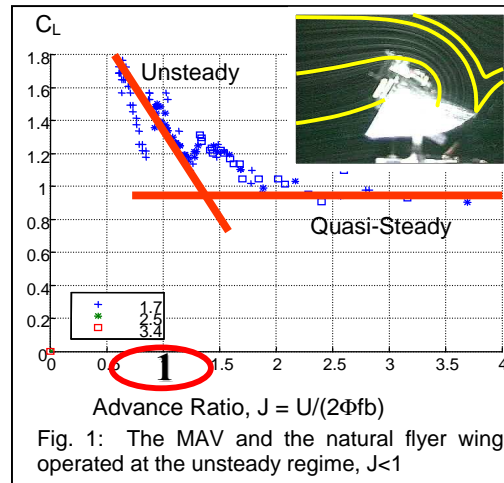 C_L
1.8
1.6
1.4
1.2
1
0.8
0.6
0.4
0.2
0
Unsteady
Quasi-Steady
1.7
2.5
3.4
0 0.5 1 1.5 2 2.5 3 3.5 4
Advance Ratio, J = U/(2Φfb)
Fig. 1: The MAV and the natural flyer wing
operated at the unsteady regime, J<1